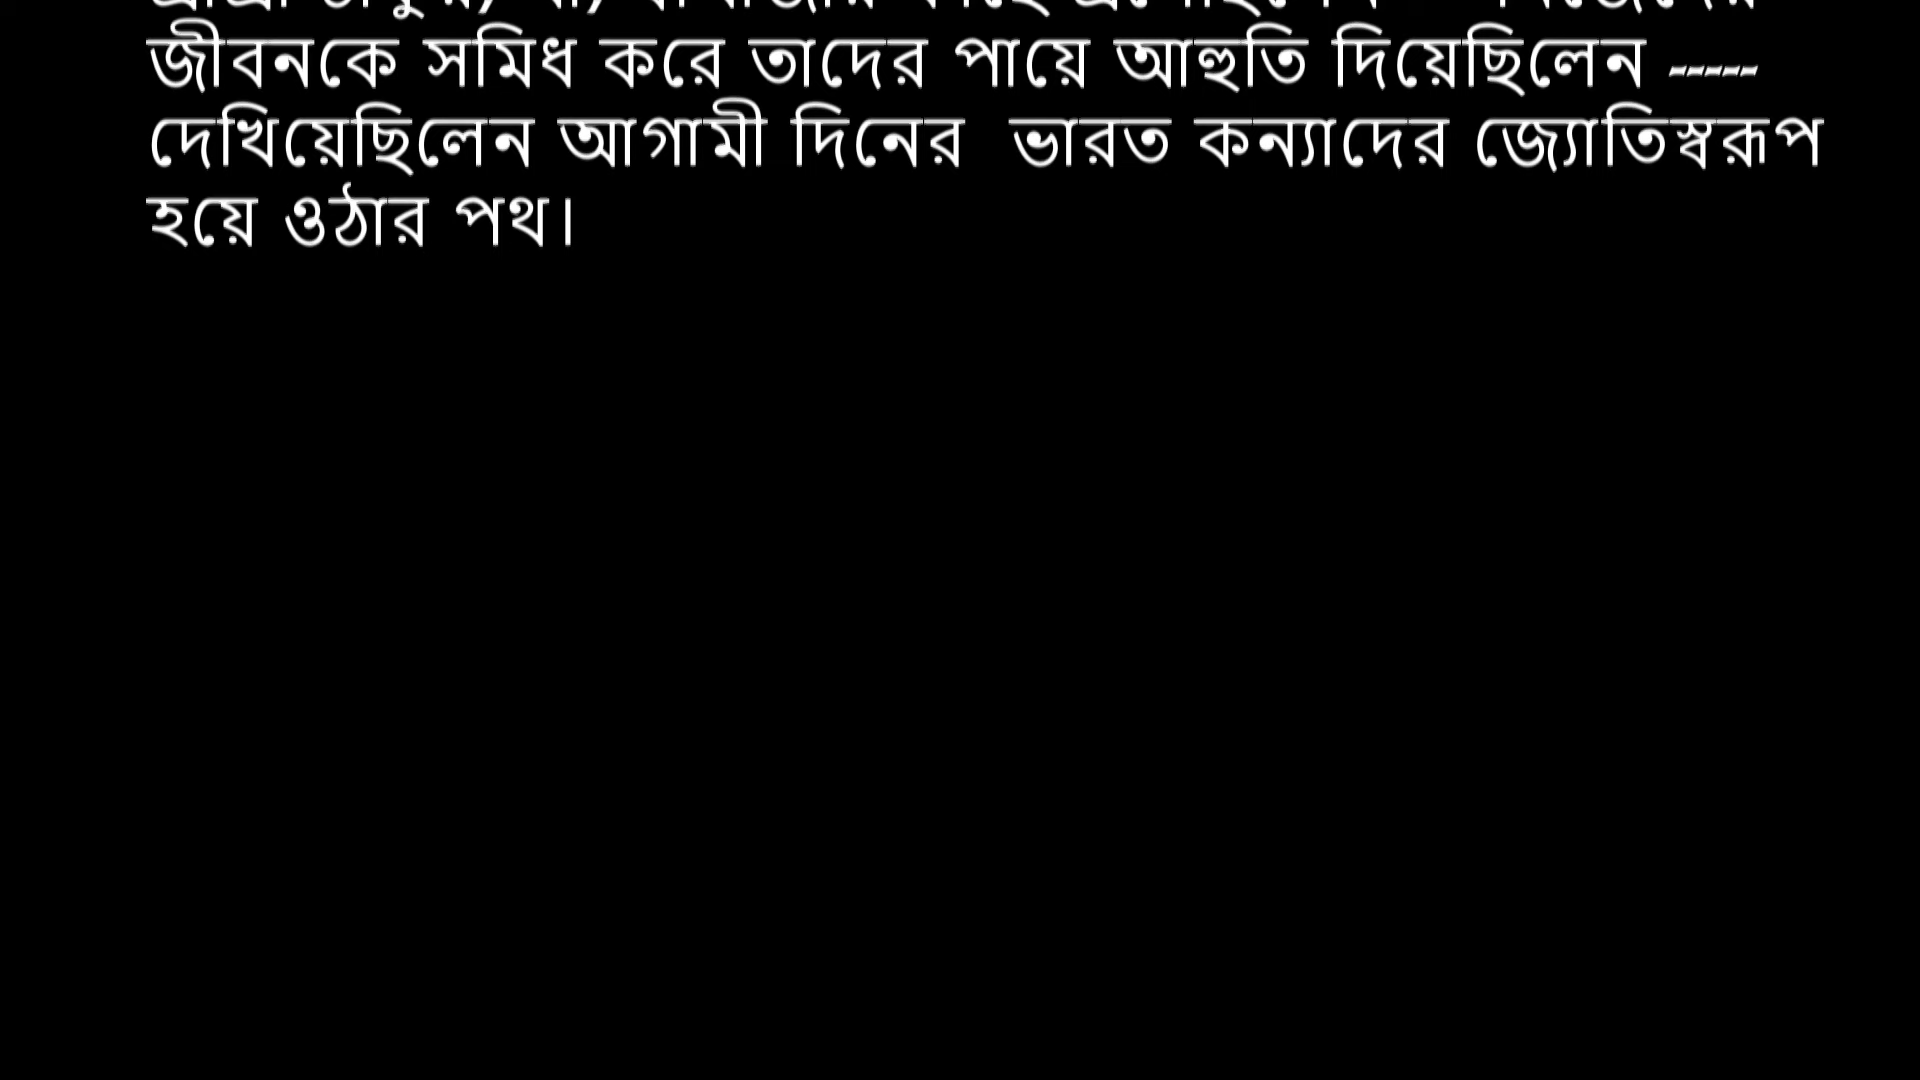 জীবনকে সমিধ করে তাদের পায়ে আহুতি দিয়েছিলেন -----
দেখিয়েছিলেন আগামী দিনের  ভারত কন্যাদের জ্যোতিস্বরূপ
হয়ে ওঠার পথ।